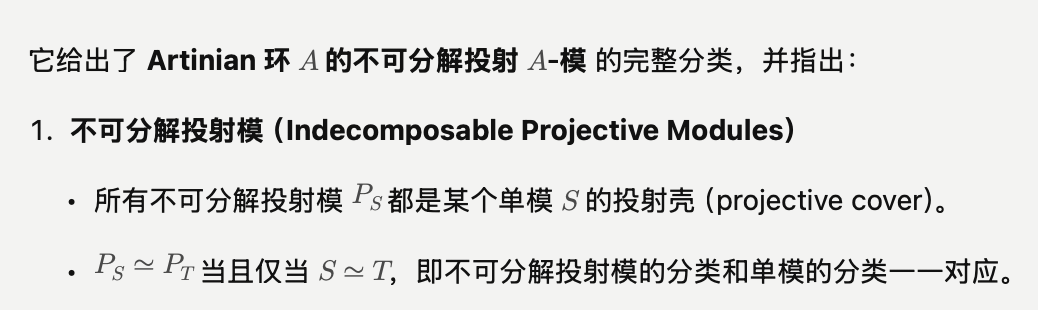 它给出了 Artinian 环 A 的不可分解投射 A-模 的完整分类，并指出：
1. 不可分解投射模（Indecomposable Projective Modules）
• 所有不可分解投射模 P_S 都是某个单模 S 的投射壳（projective cover）。
• P_S ≃ P_T 当且仅当 S ≃ T，即不可分解投射模的分类和单模的分类一一对应。